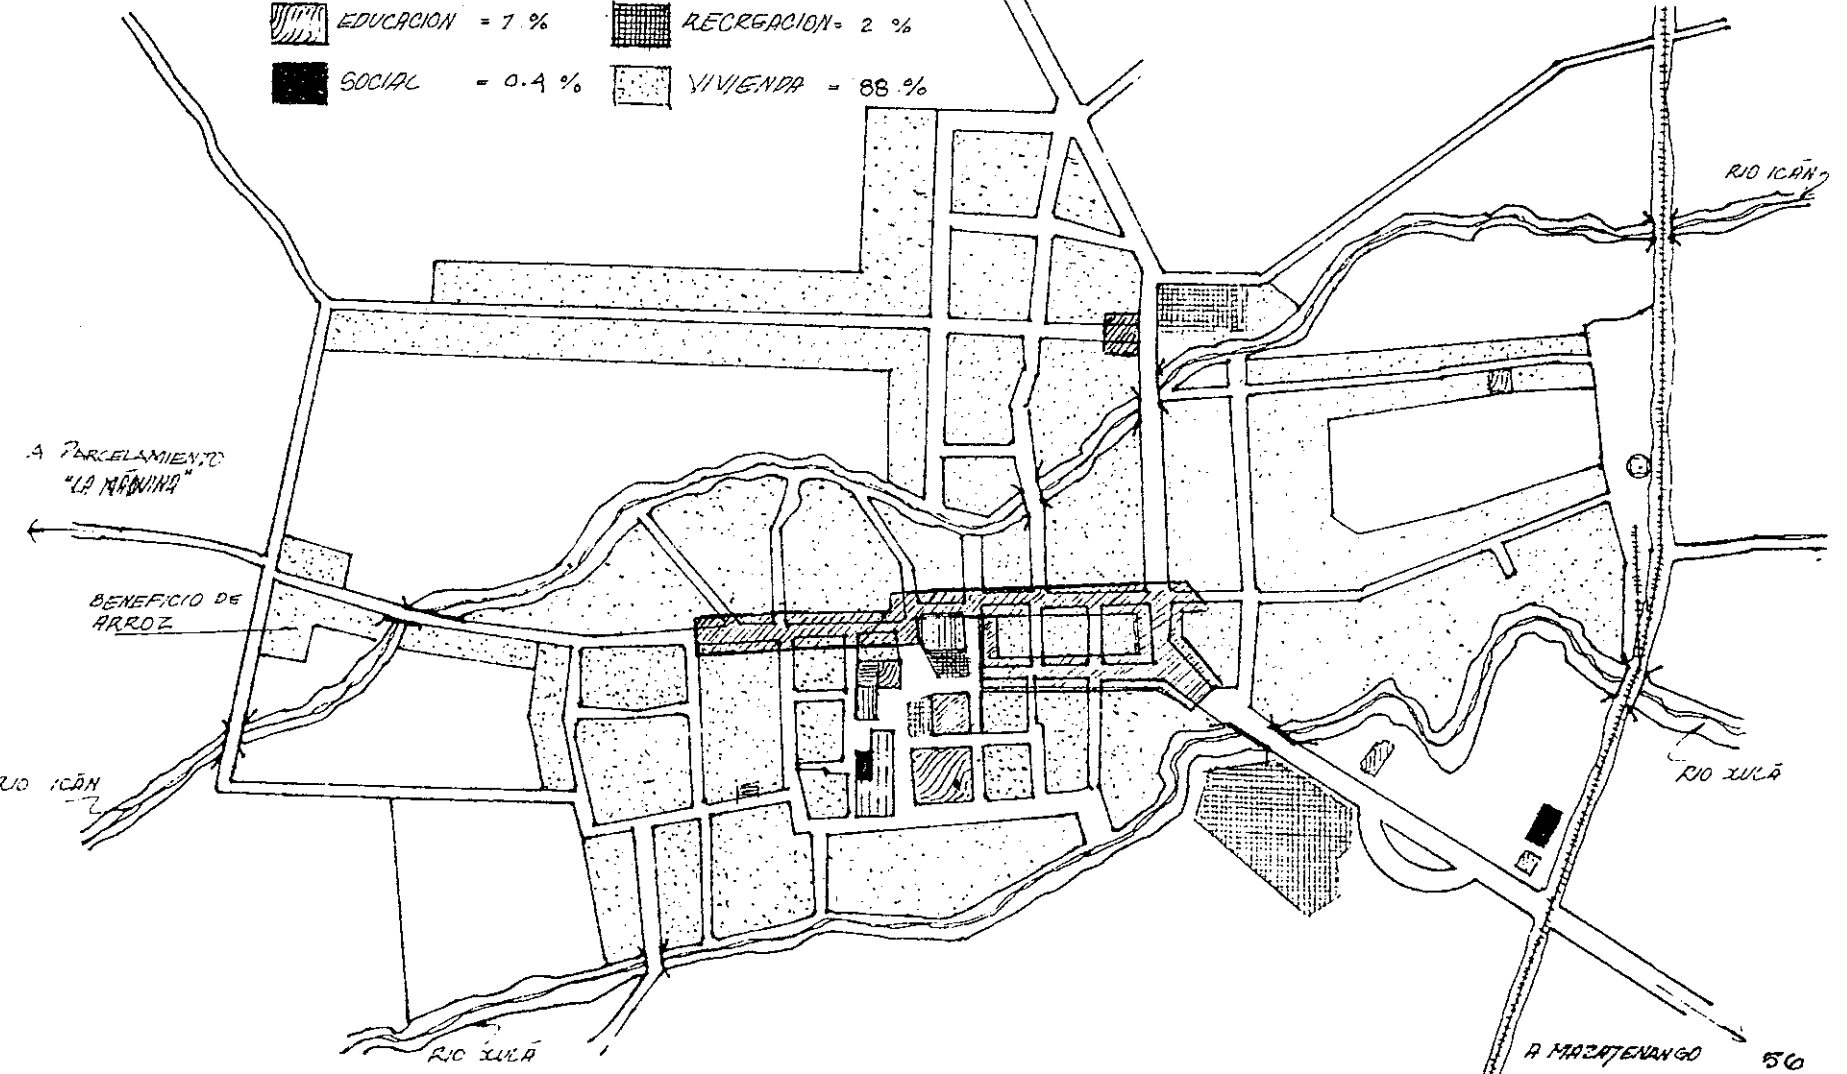 EDUCACION = 1 %
RECREACION = 2 %
SOCIAL = 0.4 %
VIVIENDA = 88 %
RIO ICÁN
A PARCELAMIENTO
"LA MÁQUINA"
BENEFICIO DE
ARROZ
RIO ICÁN
RIO XULÁ
RIO XULÁ
A MAZATENANGO
56